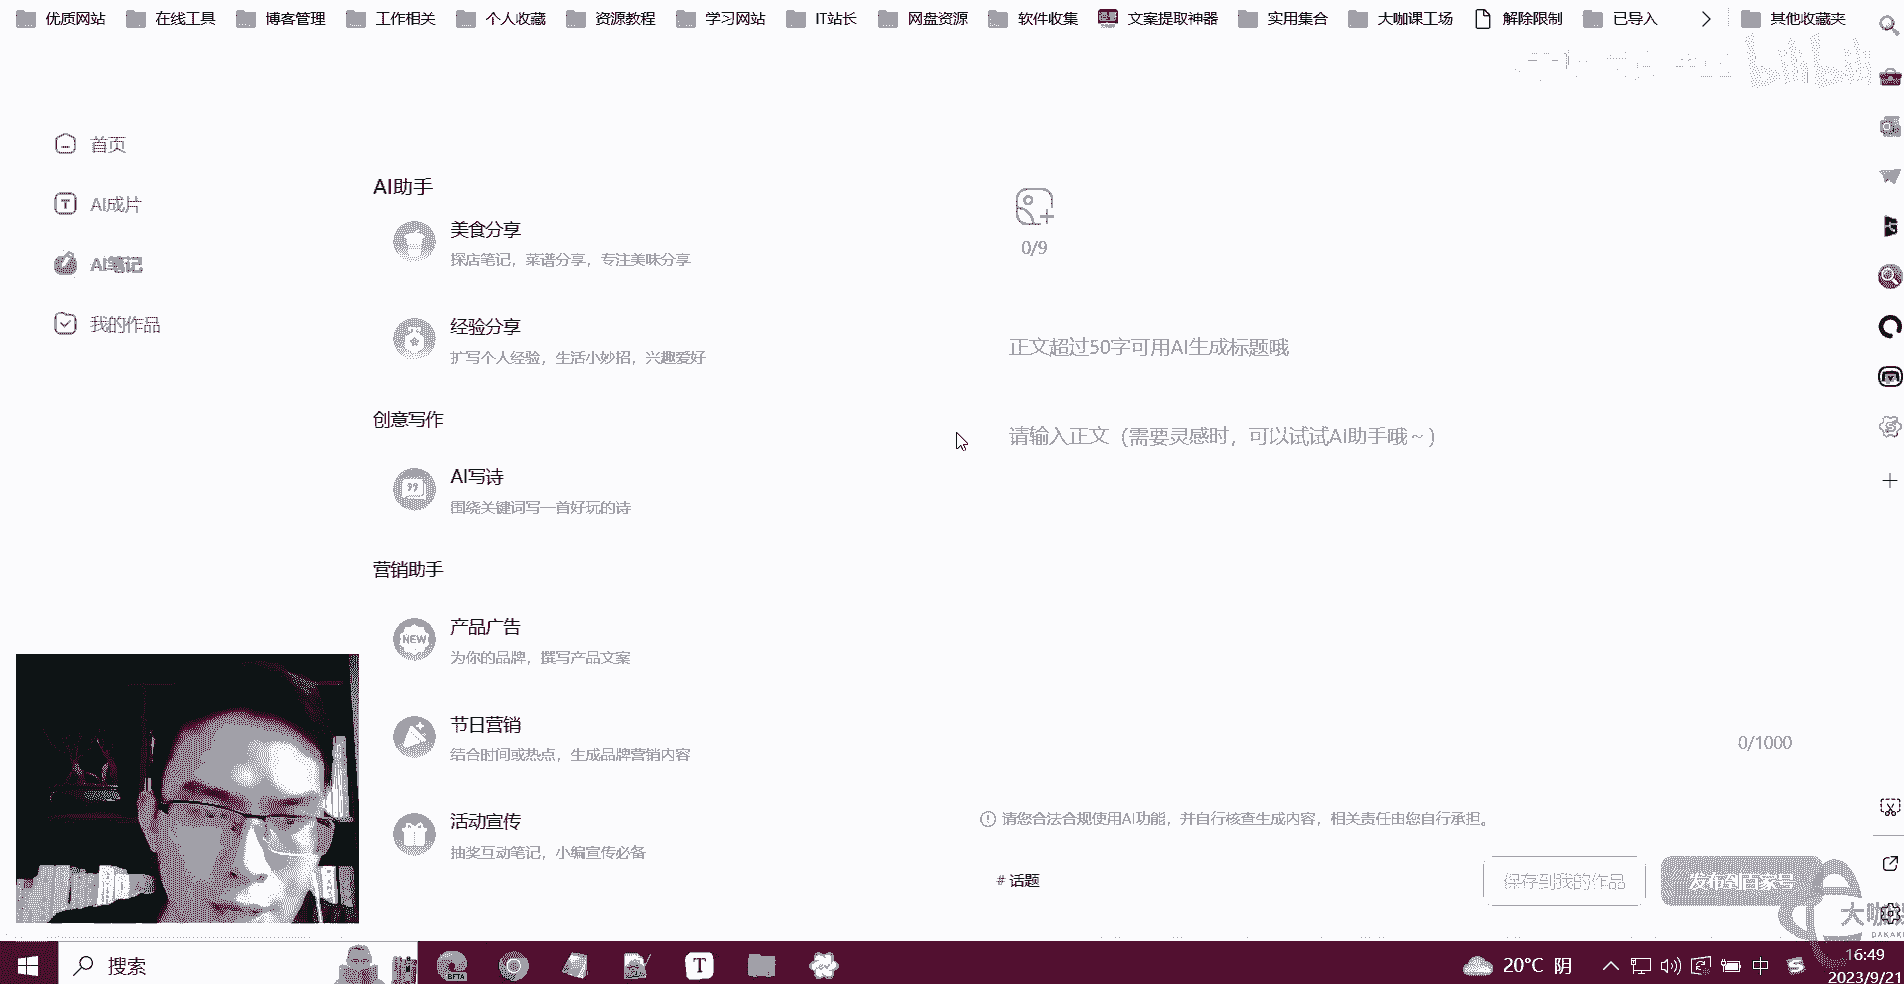 优质网站 在线工具 博客管理 工作相关 个人收藏 资源教程 学习网站 IT站长 网盘资源 软件收集 文案提取神器 实用集合 大咖课工场 解除限制 已导入 其他收藏夹
bilibili
首页
AI成片
AI笔记
我的作品
AI助手
美食分享
探店笔记，菜谱分享，专注美味分享
经验分享
扩写个人经验，生活小妙招，兴趣爱好
创意写作
AI写诗
围绕关键词写一首好玩的诗
营销助手
NEW
产品广告
为你的品牌，撰写产品文案
节日营销
结合时间或热点，生成品牌营销内容
活动宣传
抽奖互动笔记，小编宣传必备
0/9
正文超过50字可用AI生成标题哦
请输入正文（需要灵感时，可以试试AI助手哦～）
0/1000
请您合法合规使用AI功能，并自行核查生成内容，相关责任由您自行承担。
# 话题
保存到我的作品
发布到百家号
大咖
DAKAK
搜索
BETA
T
20°C 阴
中
16:49
2023/9/21